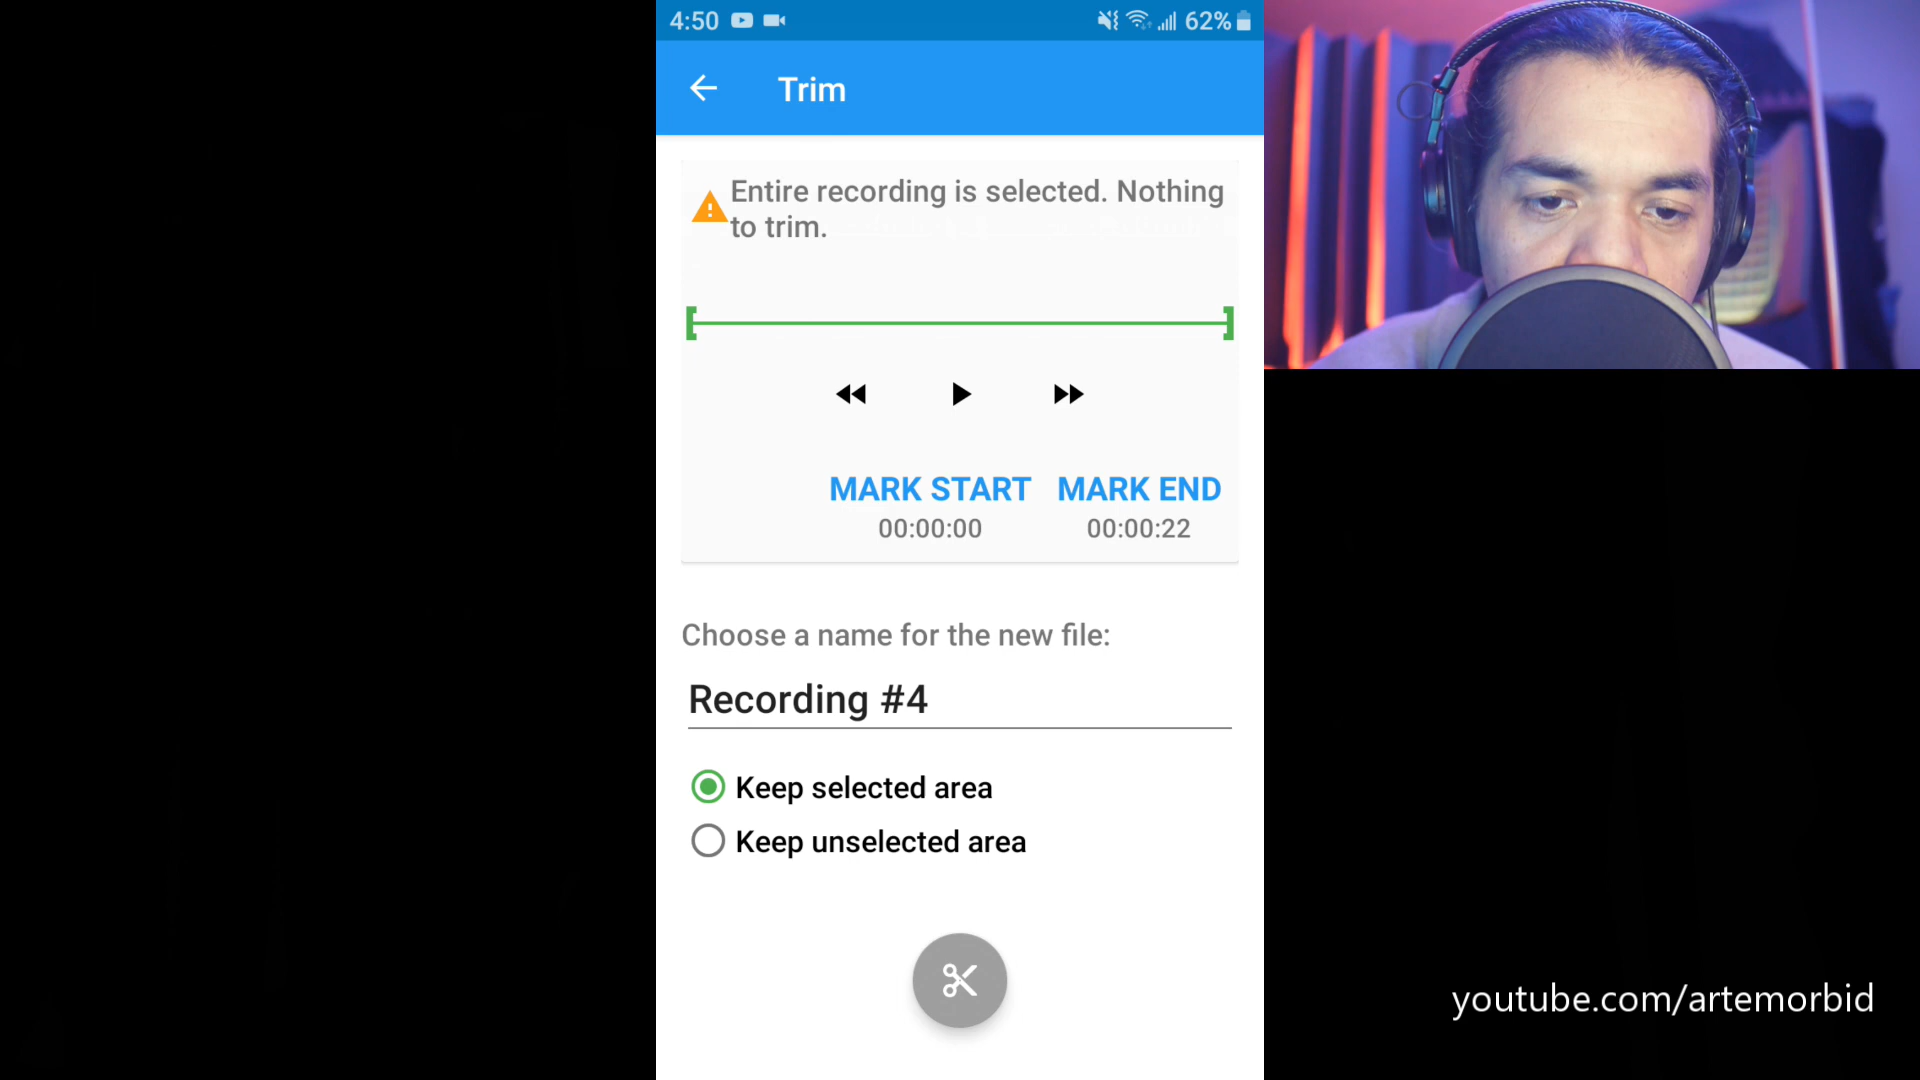 4:50 62%
Trim
Entire recording is selected. Nothing
to trim.
MARK START MARK END
00:00:00 00:00:22
Choose a name for the new file:
Recording #4
Keep selected area
Keep unselected area
youtube.com/artemorbid